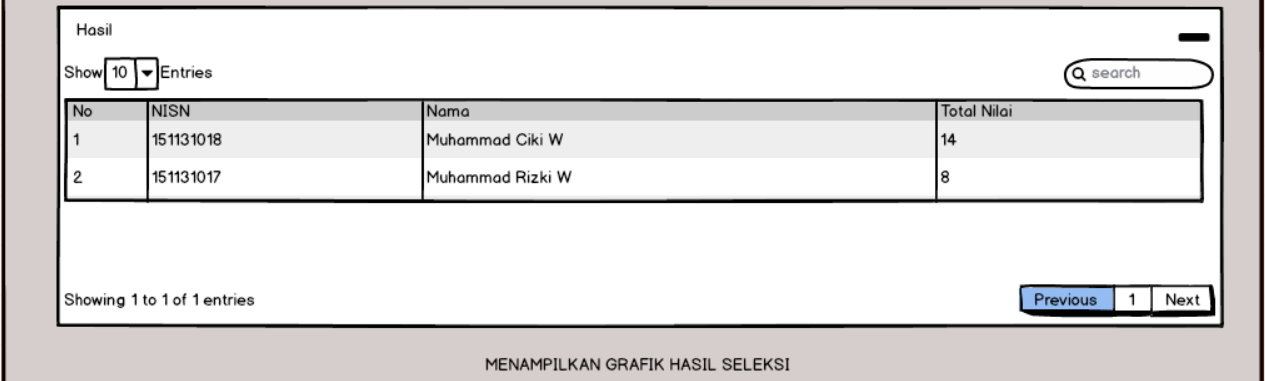 Hasil
Show 10 Entries
search
No NISN Nama Total Nilai
1 151131018 Muhammad Ciki W 14
2 151131017 Muhammad Rizki W 8
Showing 1 to 1 of 1 entries
Previous 1 Next
MENAMPILKAN GRAFIK HASIL SELEKSI